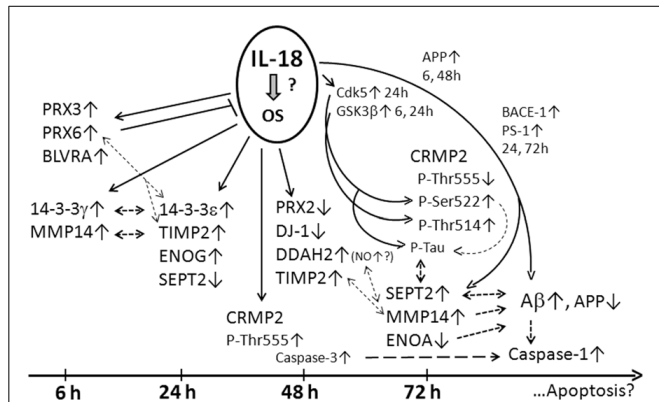 IL-18
?
OS
APP↑
6, 48h
Cdk5↑ 24h
GSK3β↑ 6, 24h
BACE-1↑
PS-1↑
24, 72h
PRX3↑
PRX6↑
BLVRA↑
CRMP2
P-Thr555↓
P-Ser522↑
P-Thr514↑
P-Tau
14-3-3γ↑
MMP14↑
14-3-3ε↑
TIMP2↑
ENOG↑
SEPT2↓
PRX2↓
DJ-1↓
DDAH2↑(NO↑?)
TIMP2↑
SEPT2↑
MMP14↑
ENOA↓
Aβ↑, APP↓
CRMP2
P-Thr555↑
Caspase-3↑
Caspase-1↑
6 h
24 h
48 h
72 h
...Apoptosis?